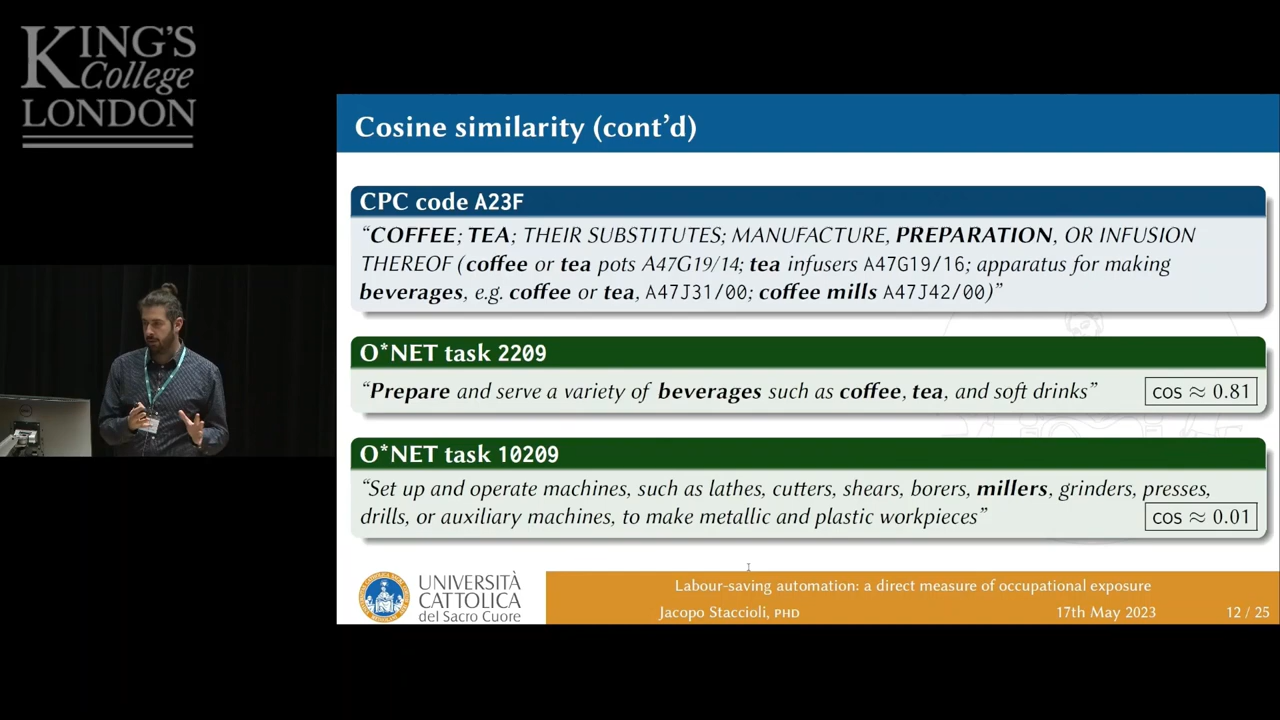 KING'S
College
LONDON
Cosine similarity (cont'd)
CPC code A23F
“COFFEE; TEA; THEIR SUBSTITUTES; MANUFACTURE, PREPARATION, OR INFUSION
THEREOF (coffee or tea pots A47G19/14; tea infusers A47G19/16; apparatus for making
beverages, e.g. coffee or tea, A47J31/00; coffee mills A47J42/00)”
O*NET task 2209
“Prepare and serve a variety of beverages such as coffee, tea, and soft drinks”
cos ≈ 0.81
O*NET task 10209
“Set up and operate machines, such as lathes, cutters, shears, borers, millers, grinders, presses,
drills, or auxiliary machines, to make metallic and plastic workpieces”
cos ≈ 0.01
UNIVERSITÀ
CATTOLICA
del Sacro Cuore
Labour-saving automation: a direct measure of occupational exposure
Jacopo Staccioli, PHD
17th May 2023
12 / 25